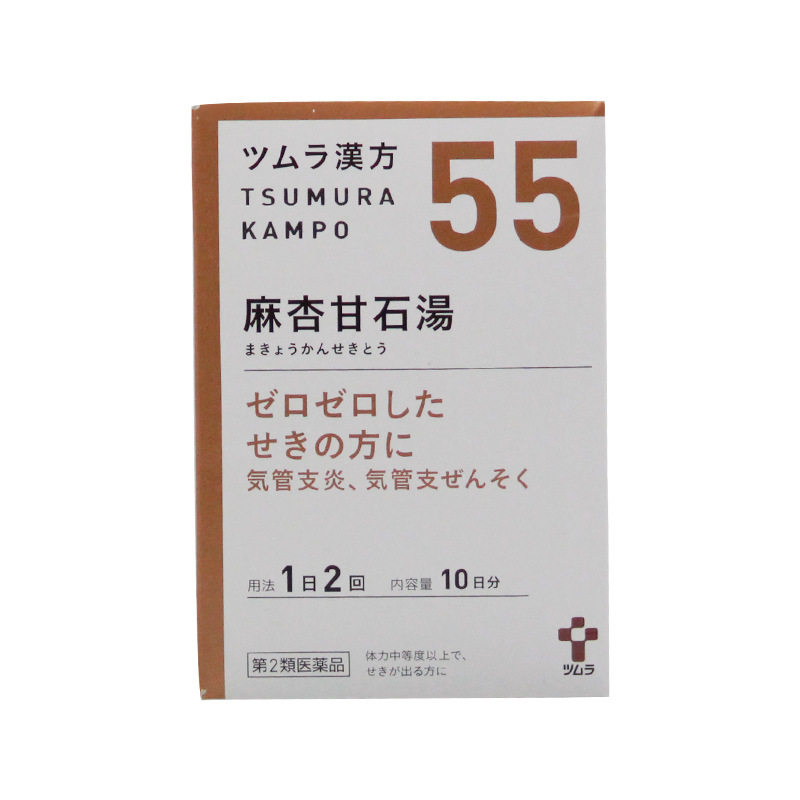 ツムラ漢方
TSUMURA
KAMPO
55
麻杏甘石湯
まきょうかんせきとう
ゼロゼロした
せきの方に
気管支炎、気管支ぜんそく
用法 1日2回 内容量 10日分
第2類医薬品
体力中等度以上で、
せきが出る方に
ツムラ